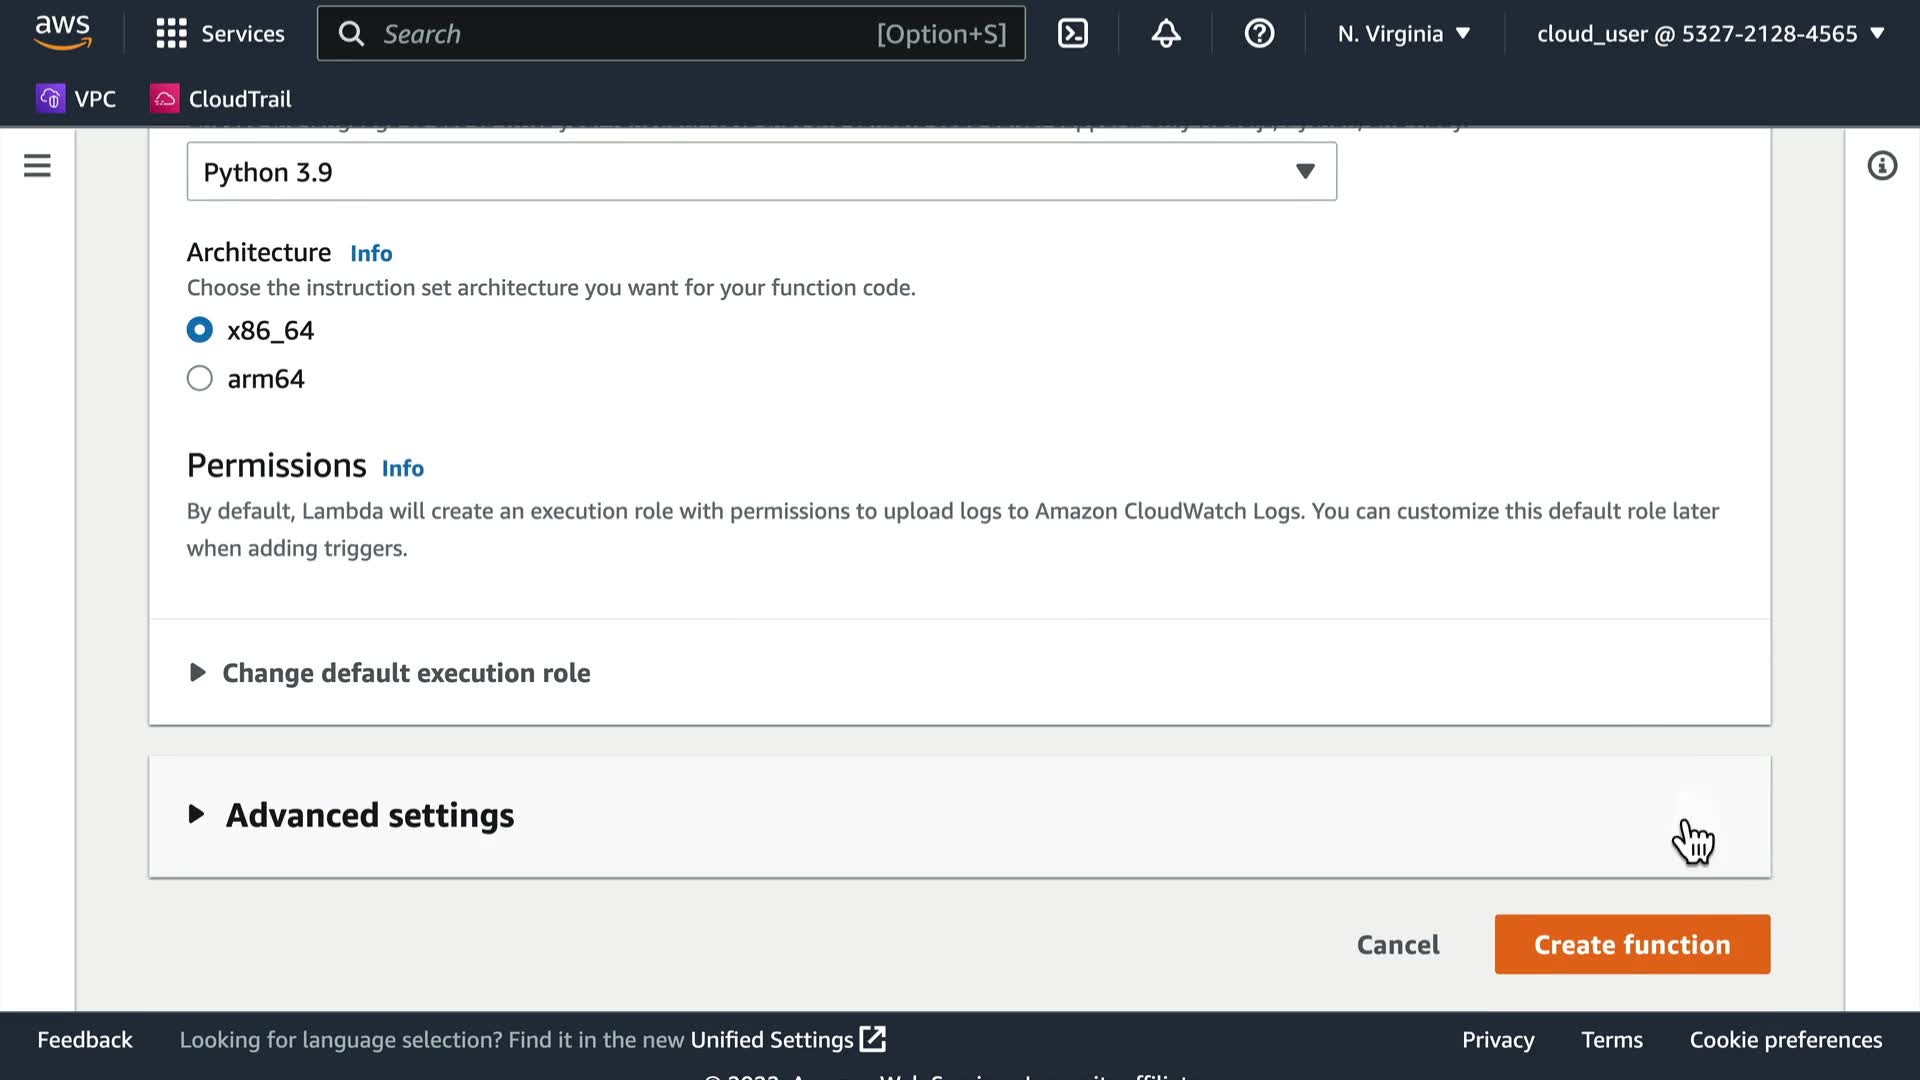 aws
Services
Search
[Option+S]
N. Virginia
cloud_user @ 5327-2128-4565
VPC
CloudTrail
Python 3.9
Architecture Info
Choose the instruction set architecture you want for your function code.
x86_64
arm64
Permissions Info
By default, Lambda will create an execution role with permissions to upload logs to Amazon CloudWatch Logs. You can customize this default role later
when adding triggers.
Change default execution role
Advanced settings
Cancel
Create function
Feedback
Looking for language selection? Find it in the new Unified Settings
Privacy
Terms
Cookie preferences